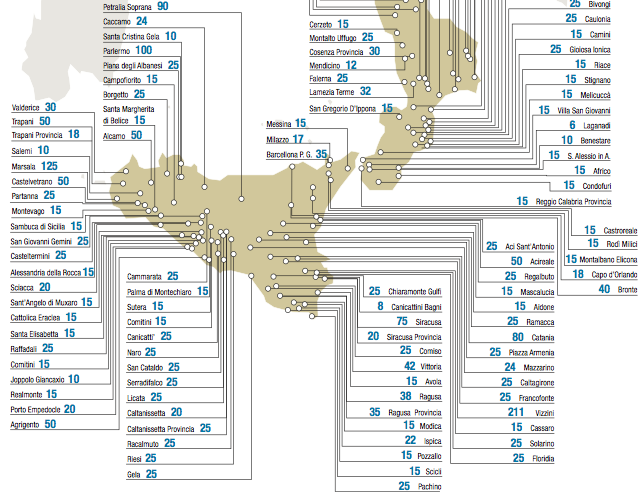 Petralia Soprana 90
Caccamo 24
Santa Cristina Gela 10
Parlermo 100
Piana degli Albanesi 25
Campofiorito 15
Borgetto 25
Santa Margherita
di Belice 15
Alcamo 50
Valderice 30
Trapani 50
Trapani Provincia 18
Salemi 10
Marsala 125
Castelvetrano 50
Partanna 25
Montevago 15
Sambuca di Sicilia 15
San Giovanni Gemini 25
Casteltermini 25
Alessandria della Rocca 15
Sciacca 20
Sant'Angelo di Muxaro 15
Cattolica Eraclea 15
Santa Elisabetta 15
Raffadali 25
Comitini 15
Joppolo Giancaxio 10
Realmonte 15
Porto Empedocle 20
Agrigento 50
Cammarata 25
Palma di Montechiaro 15
Sutera 15
Comitini 15
Canicatti' 25
Naro 25
San Cataldo 25
Serradifalco 25
Licata 25
Caltanissetta 20
Caltanissetta Provincia 25
Racalmuto 25
Riesi 25
Gela 25
Cerzeto 15
Montalto Uffugo 25
Cosenza Provincia 30
Mendicino 12
Falerna 25
Lamezia Terme 32
San Gregorio D'Ippona 15
Messina 15
Milazzo 17
Barcellona P. G. 35
25 Bivongi
25 Caulonia
15 Camini
25 Gioiosa Ionica
15 Riace
15 Stignano
15 Melicuccà
15 Villa San Giovanni
6 Laganadi
10 Benestare
15 S. Alessio in A.
15 Africo
15 Condofuri
15 Reggio Calabria Provincia
15 Castroreale
15 Rodì Milici
15 Montalbano Elicona
18 Capo d'Orlando
40 Bronte
25 Aci Sant'Antonio
50 Acireale
25 Regalbuto
15 Mascalucia
15 Aidone
25 Ramacca
80 Catania
25 Piazza Armenia
24 Mazzarino
25 Caltagirone
25 Francofonte
211 Vizzini
15 Cassaro
25 Solarino
25 Floridia
25 Chiaramonte Gulfi
8 Canicattini Bagni
75 Siracusa
20 Siracusa Provincia
25 Comiso
42 Vittoria
15 Avola
38 Ragusa
35 Ragusa Provincia
15 Modica
22 Ispica
15 Pozzallo
15 Scicli
25 Pachino